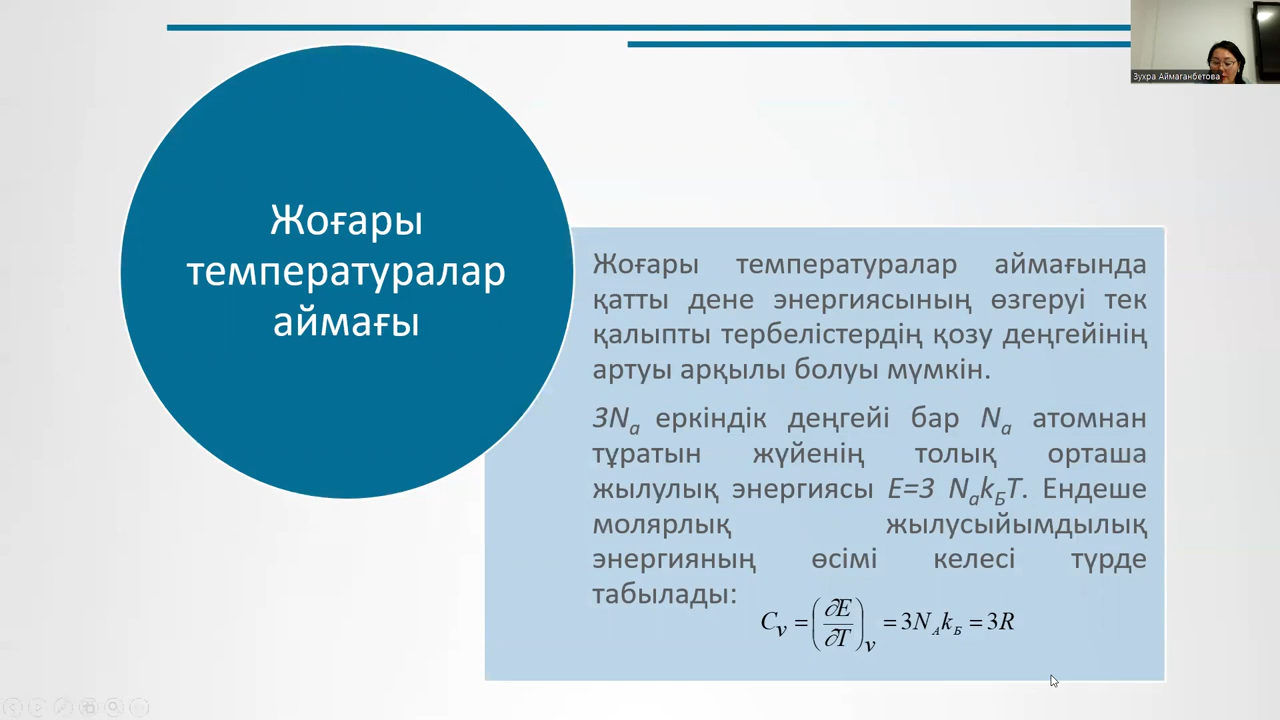 Зухра Аймаганбетова
Жоғары
температуралар
аймағы
Жоғары температуралар аймағында
қатты дене энергиясының өзгеруі тек
қалыпты тербелістердің қозу деңгейінің
артуы арқылы болуы мүмкін.
3Nа еркіндік деңгейі бар Nа атомнан
тұратын жүйенің толық орташа
жылулық энергиясы E=3 NаkБT. Ендеше
молярлық жылусыйымдылық
энергияның өсімі келесі түрде
табылады:
Cv = (∂E/∂T)v = 3NАkБ = 3R